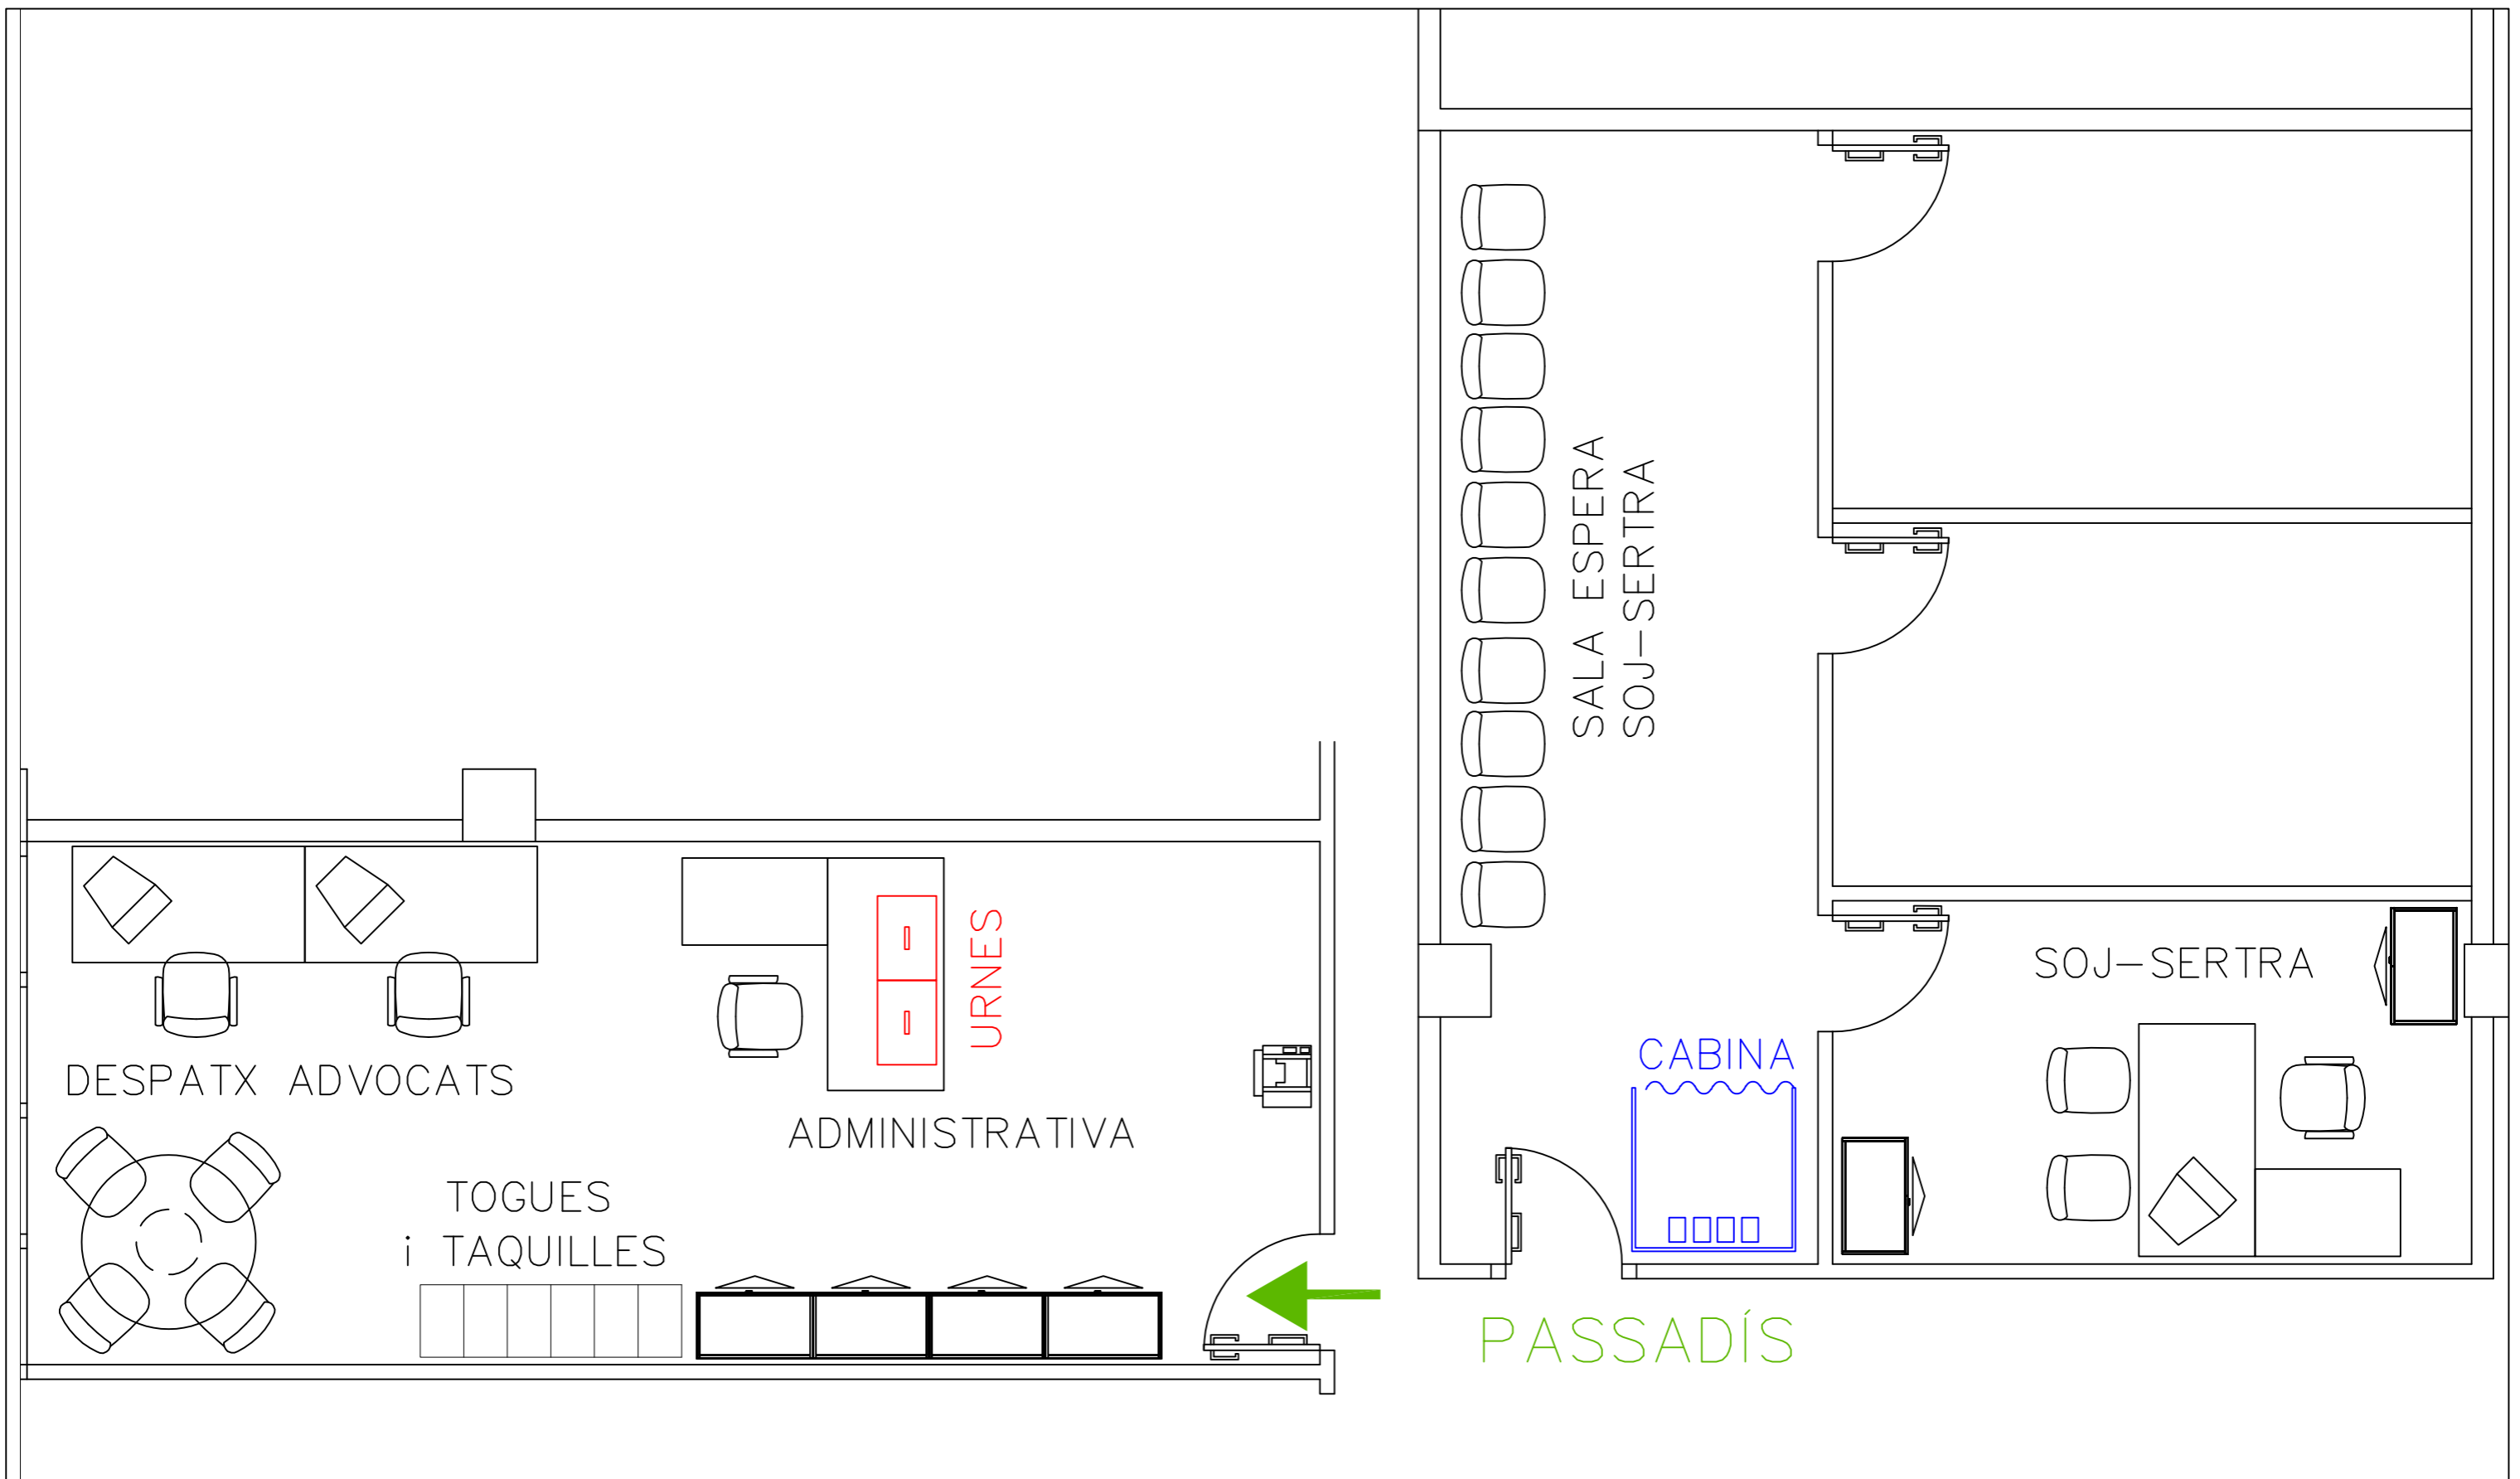 SALA ESPERA
SOJ-SERTRA
URNES
SOJ-SERTRA
CABINA
DESPATX ADVOCATS
ADMINISTRATIVA
TOGUES
i TAQUILLES
PASSADÍS